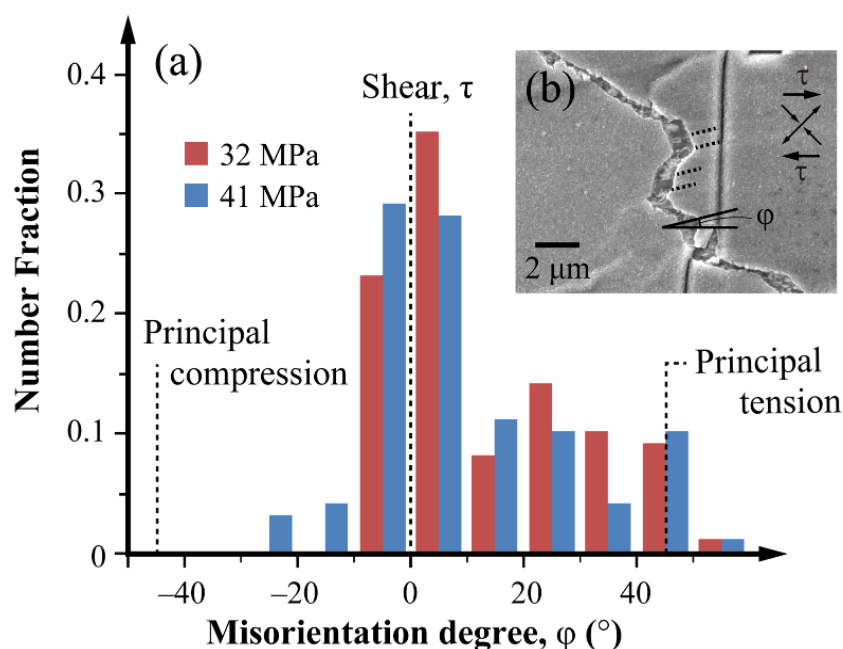 (a)
Shear, τ
32 MPa
41 MPa
Number Fraction
0.4
0.3
0.2
0.1
0
Principal
compression
Principal
tension
–40
–20
0
20
40
Misorientation degree, φ (°)
(b)
τ
τ
φ
2 μm